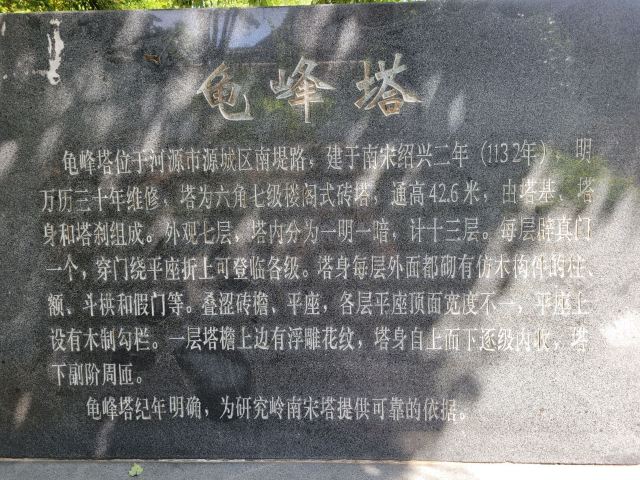 龟峰塔
龟峰塔位于河源市源城区南堤路，建于南宋绍兴二年（1132年），明
万历三十年维修，塔为六角七级楼阁式砖塔，通高42.6米，由塔基、塔
身和塔刹组成。外观七层，塔内分为一明一暗，计十三层。每层辟真门
一个，穿门绕平座折上可登临各级。塔身每层外面都砌有仿木构件的柱、
额、斗栱和假门等。叠涩砖檐、平座，各层平座顶面宽度不一，平座上
设有木制勾栏。一层塔檐上边有浮雕花纹，塔身自上而下逐级内收，塔
下副阶周匝。
龟峰塔纪年明确，为研究岭南宋塔提供可靠的依据。